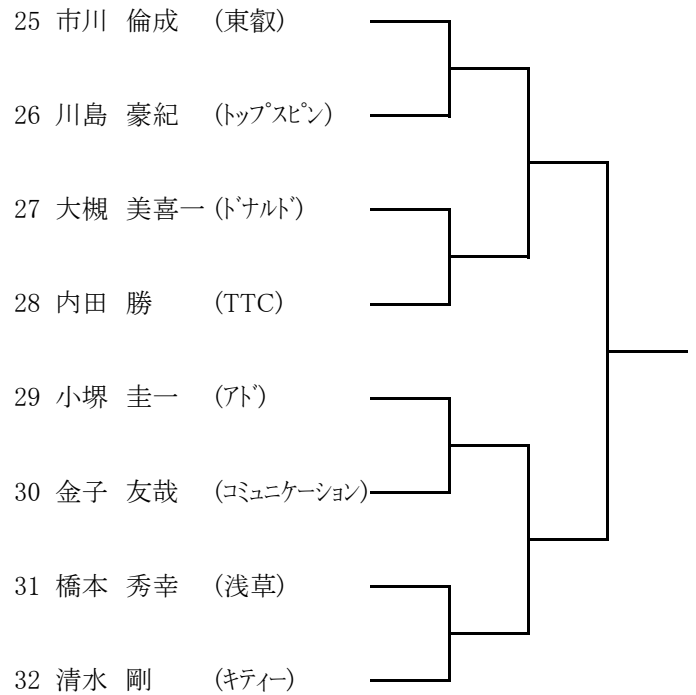 25 市川 倫成 (東叡)
26 川島 豪紀 (ﾄｯﾌﾟｽﾋﾟﾝ)
27 大槻 美喜一 (ﾄﾞﾅﾙﾄﾞ)
28 内田 勝 (TTC)
29 小堺 圭一 (ｱﾄﾞ)
30 金子 友哉 (ｺﾐｭﾆｹｰｼｮﾝ)
31 橋本 秀幸 (浅草)
32 清水 剛 (ｷﾃｨｰ)